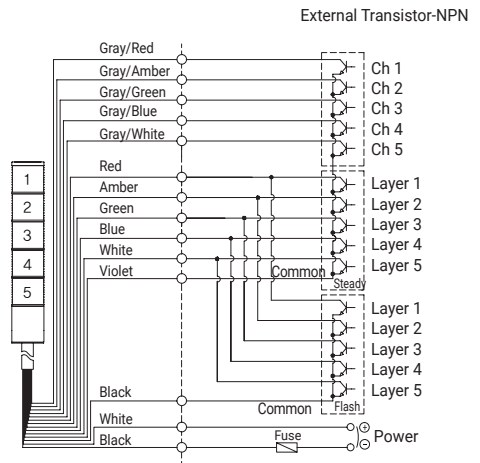 External Transistor-NPN
Gray/Red
Gray/Amber
Gray/Green
Gray/Blue
Gray/White
Ch 1
Ch 2
Ch 3
Ch 4
Ch 5
1
2
3
4
5
Red
Amber
Green
Blue
White
Violet
Common
Layer 1
Layer 2
Layer 3
Layer 4
Layer 5
Steady
Layer 1
Layer 2
Layer 3
Layer 4
Layer 5
Black
Common
Flash
White
Black
Fuse
⊕
⊖
Power